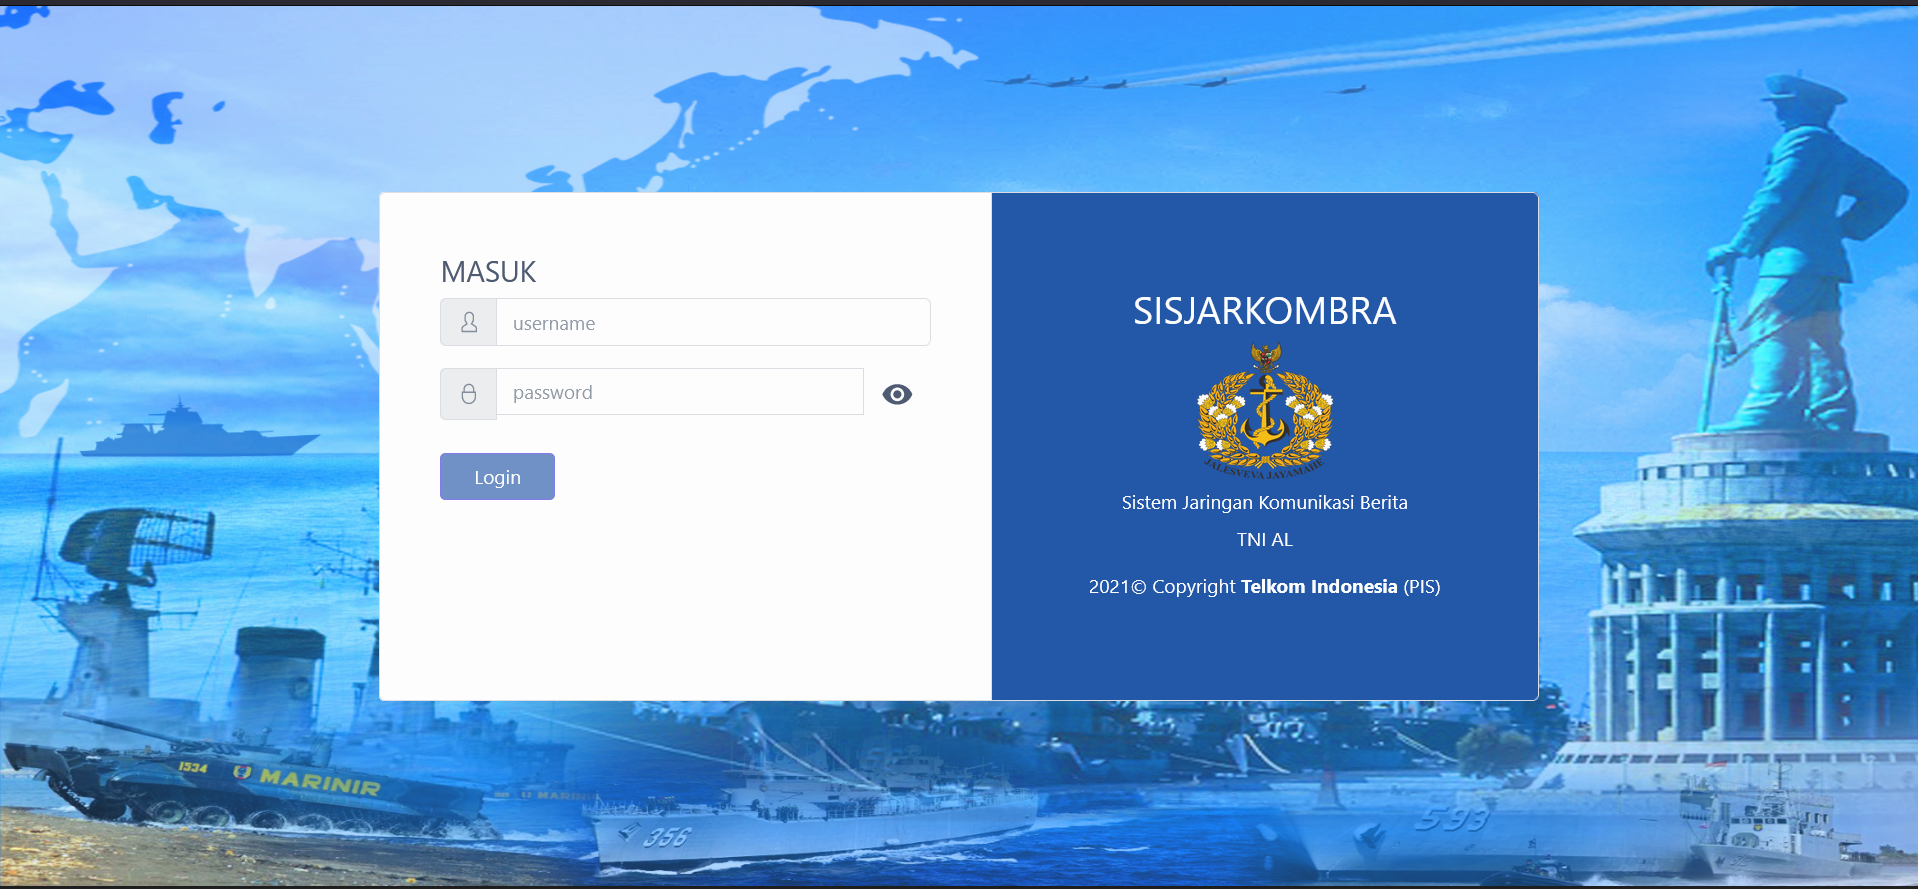 MASUK
username
password
Login
SISJARKOMBRA
JALESVEVA JAYAMAHE
Sistem Jaringan Komunikasi Berita
TNI AL
2021© Copyright Telkom Indonesia (PIS)
1534 MARINIR
MARINIR
356
593